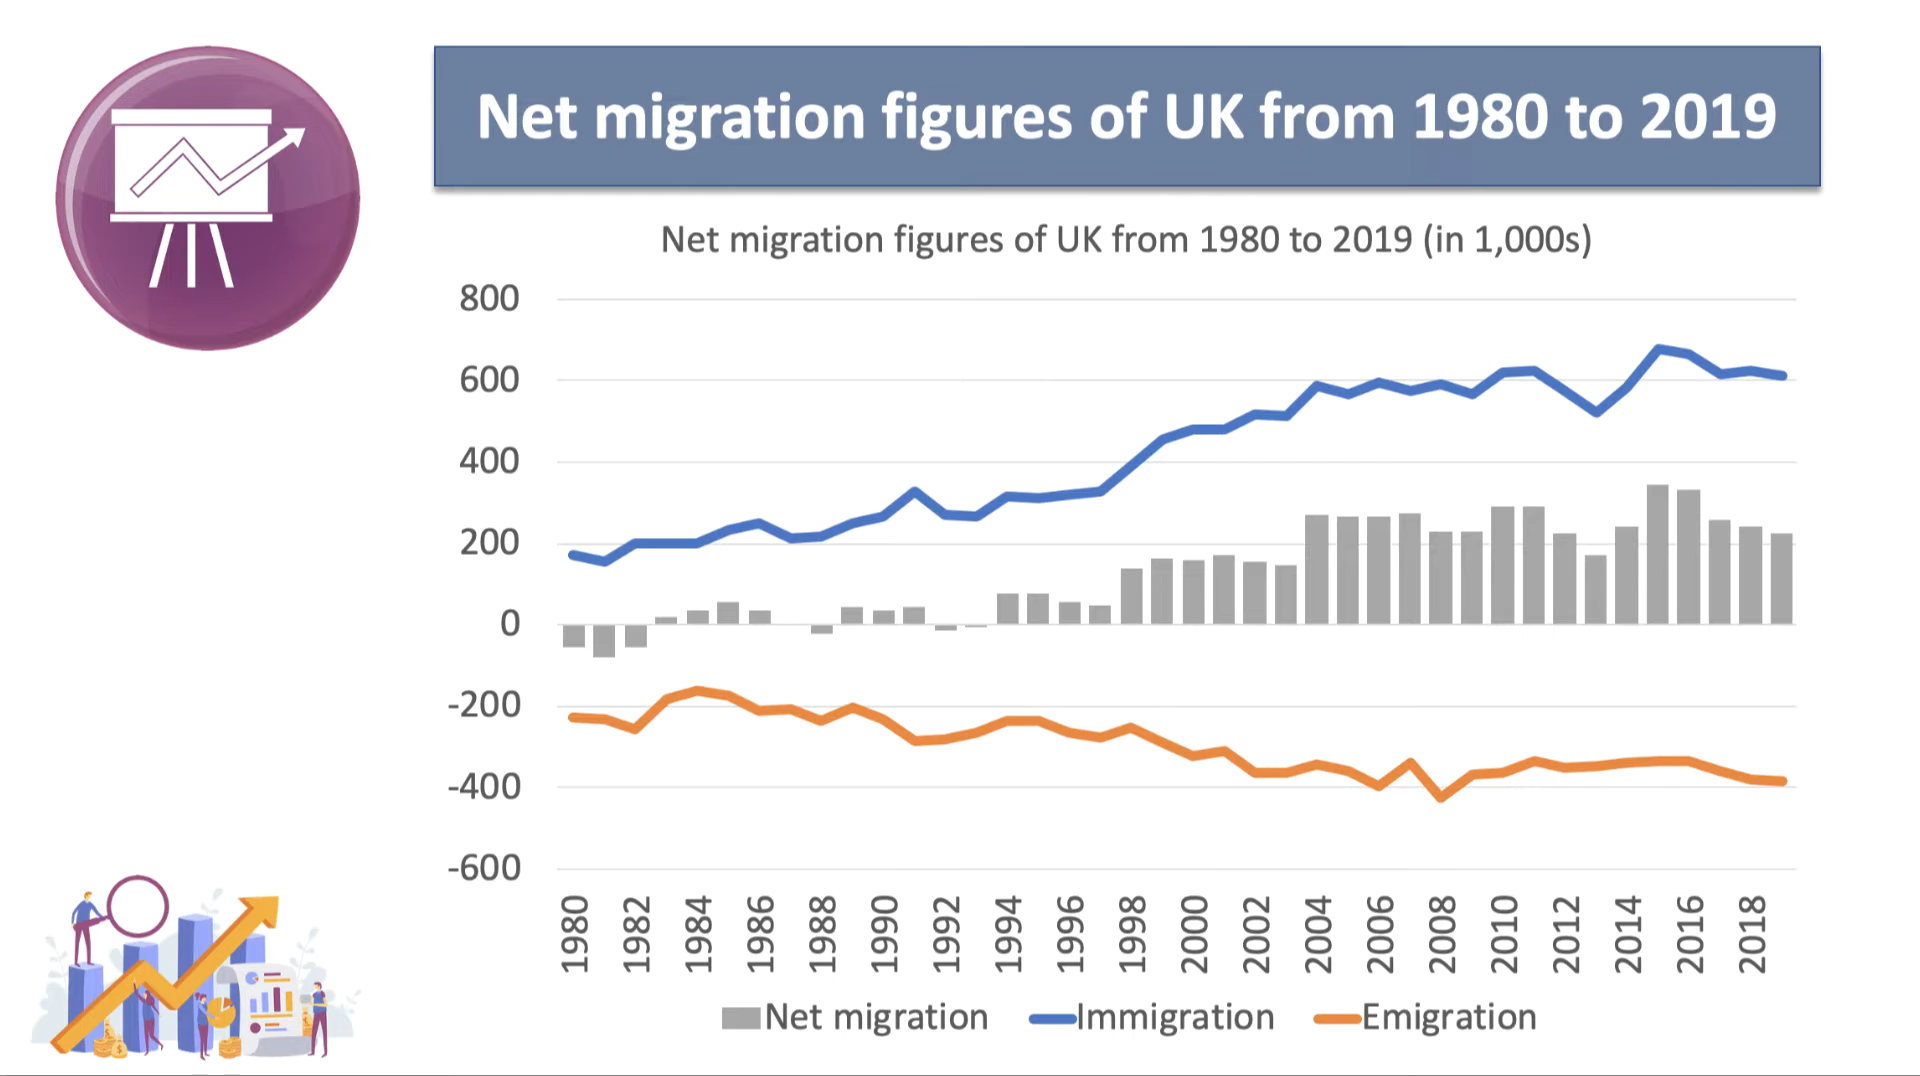 Net migration figures of UK from 1980 to 2019
Net migration figures of UK from 1980 to 2019 (in 1,000s)
800
600
400
200
0
-200
-400
-600
1980 1982 1984 1986 1988 1990 1992 1994 1996 1998 2000 2002 2004 2006 2008 2010 2012 2014 2016 2018
Net migration Immigration Emigration